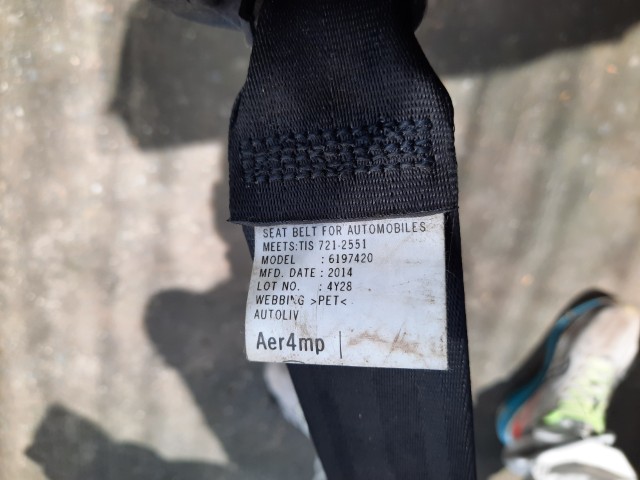 SEAT BELT FOR AUTOMOBILES
MEETS:TIS 721-2551
MODEL : 6197420
MFD. DATE : 2014
LOT NO. : 4Y28
WEBBING >PET<
AUTOLIV
Aer4mp |